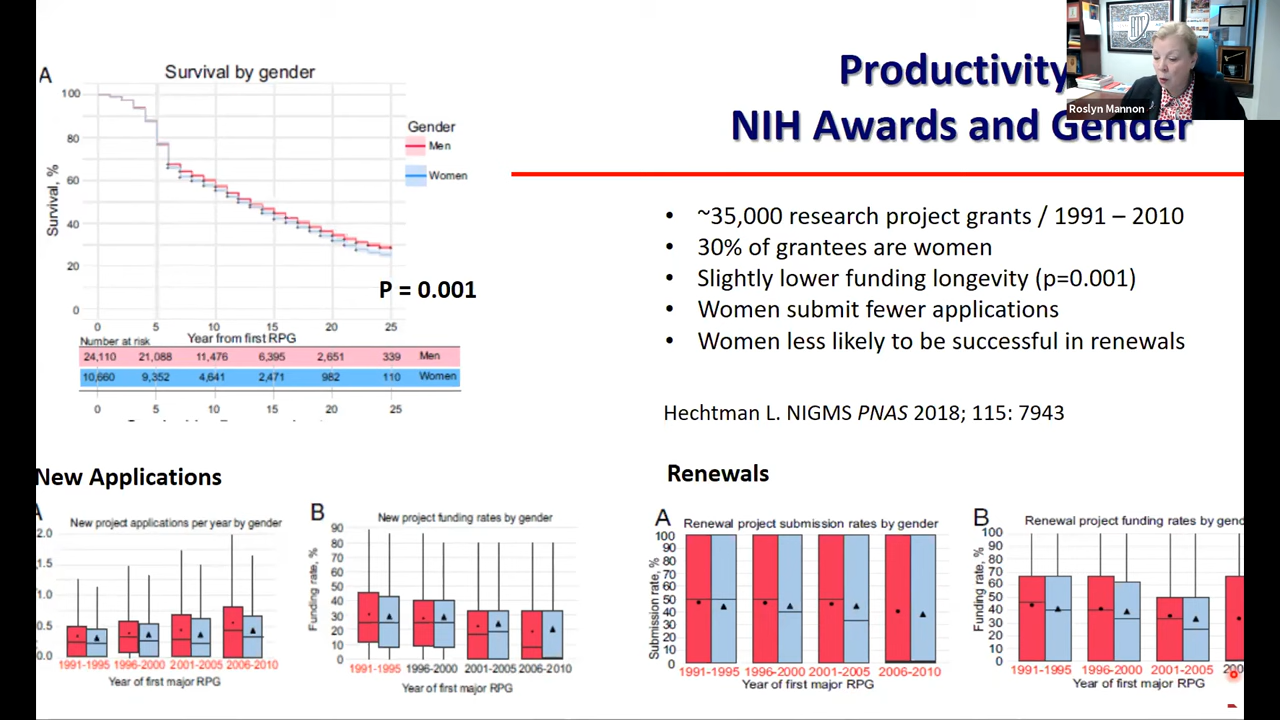 A
Survival by gender
100
80
60
40
20
0
Survival, %
Gender
Men
Women
P = 0.001
0 5 10 15 20 25
Year from first RPG
Number at risk
24,110 21,088 11,476 6,395 2,651 339 Men
10,660 9,352 4,641 2,471 982 110 Women
0 5 10 15 20 25
Productivity
NIH Awards and Gender
Roslyn Mannon
• ~35,000 research project grants / 1991 – 2010
• 30% of grantees are women
• Slightly lower funding longevity (p=0.001)
• Women submit fewer applications
• Women less likely to be successful in renewals
Hechtman L. NIGMS PNAS 2018; 115: 7943
New Applications
A
New project applications per year by gender
2.0
1.5
1.0
0.5
0.0
1991-1995 1996-2000 2001-2005 2006-2010
Year of first major RPG
B
New project funding rates by gender
90
80
70
60
50
40
30
20
10
0
Funding rate, %
1991-1995 1996-2000 2001-2005 2006-2010
Year of first major RPG
Renewals
A
Renewal project submission rates by gender
100
90
80
70
60
50
40
30
20
10
0
Submission rate, %
1991-1995 1996-2000 2001-2005 2006-2010
Year of first major RPG
B
Renewal project funding rates by gend
100
90
80
70
60
50
40
30
20
10
0
Funding rate, %
1991-1995 1996-2000 2001-2005 200
Year of first major RPG